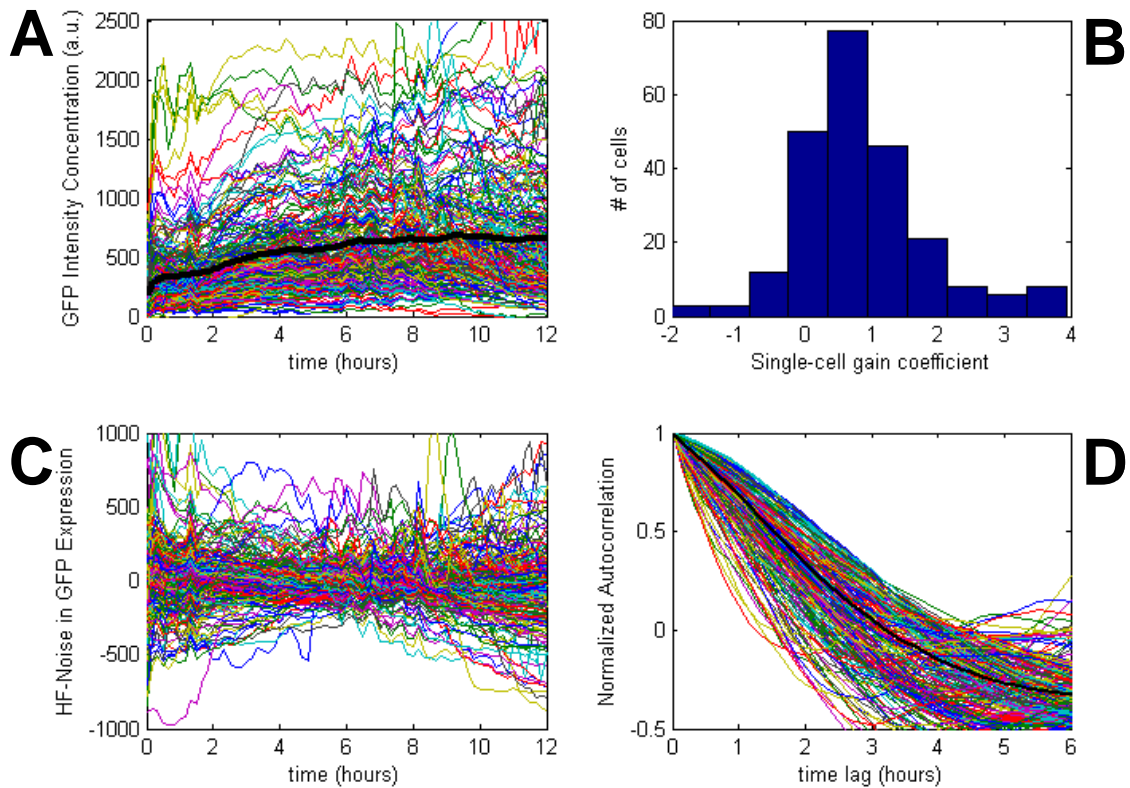 A
GFP Intensity Concentration (a.u.)
2500
2000
1500
1000
500
0
0 2 4 6 8 10 12
time (hours)
B
# of cells
80
60
40
20
0
-2 -1 0 1 2 3 4
Single-cell gain coefficient
C
HF-Noise in GFP Expression
1000
500
0
-500
-1000
0 2 4 6 8 10 12
time (hours)
D
Normalized Autocorrelation
1
0.5
0
-0.5
0 1 2 3 4 5 6
time lag (hours)